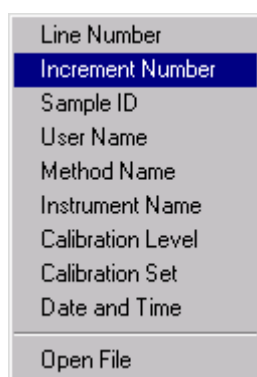 Line Number
Increment Number
Sample ID
User Name
Method Name
Instrument Name
Calibration Level
Calibration Set
Date and Time
Open File